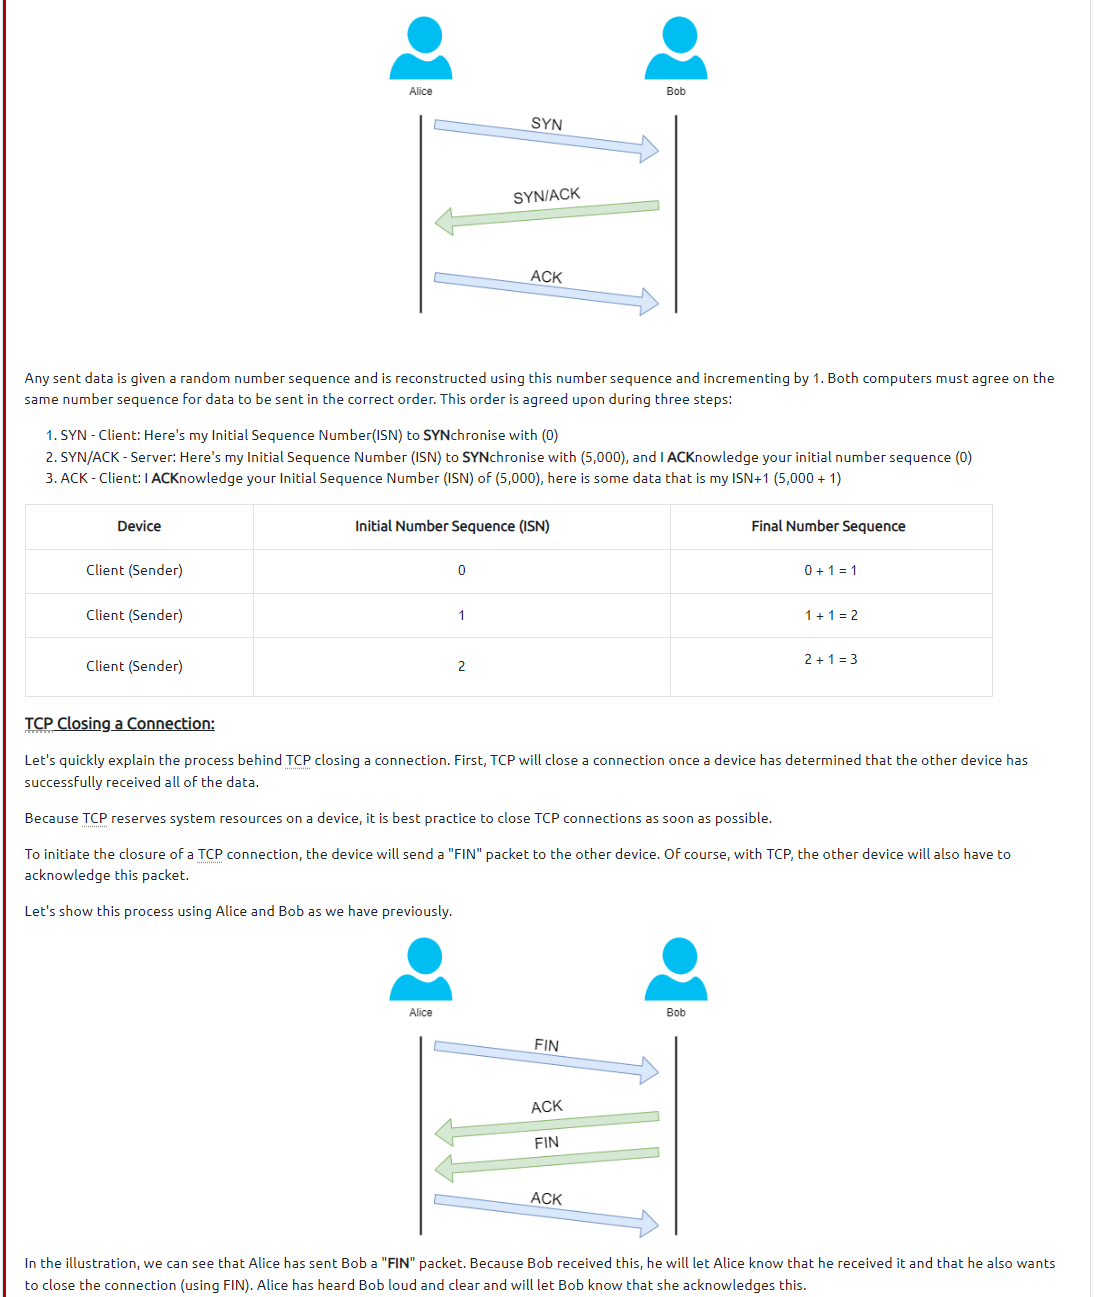 Alice Bob
SYN
SYN/ACK
ACK
Any sent data is given a random number sequence and is reconstructed using this number sequence and incrementing by 1. Both computers must agree on the
same number sequence for data to be sent in the correct order. This order is agreed upon during three steps:
1. SYN - Client: Here's my Initial Sequence Number(ISN) to SYNchronise with (0)
2. SYN/ACK - Server: Here's my Initial Sequence Number (ISN) to SYNchronise with (5,000), and I ACKnowledge your initial number sequence (0)
3. ACK - Client: I ACKnowledge your Initial Sequence Number (ISN) of (5,000), here is some data that is my ISN+1 (5,000 + 1)
Device Initial Number Sequence (ISN) Final Number Sequence
Client (Sender) 0 0 + 1 = 1
Client (Sender) 1 1 + 1 = 2
Client (Sender) 2 2 + 1 = 3
TCP Closing a Connection:
Let's quickly explain the process behind TCP closing a connection. First, TCP will close a connection once a device has determined that the other device has
successfully received all of the data.
Because TCP reserves system resources on a device, it is best practice to close TCP connections as soon as possible.
To initiate the closure of a TCP connection, the device will send a "FIN" packet to the other device. Of course, with TCP, the other device will also have to
acknowledge this packet.
Let's show this process using Alice and Bob as we have previously.
Alice Bob
FIN
ACK
FIN
ACK
In the illustration, we can see that Alice has sent Bob a "FIN" packet. Because Bob received this, he will let Alice know that he received it and that he also wants
to close the connection (using FIN). Alice has heard Bob loud and clear and will let Bob know that she acknowledges this.